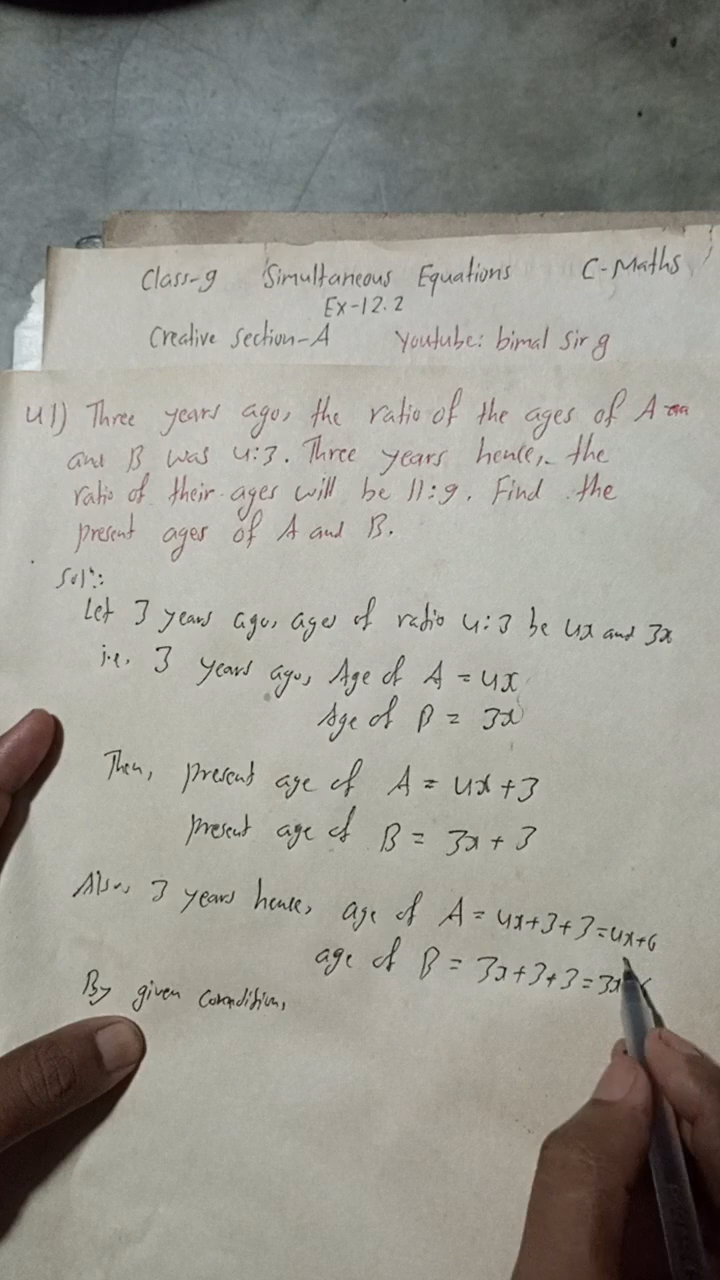 Class-9 Simultaneous Equations C-Maths
Ex-12.2
Creative Section-A Youtube: bimal sir g
41) Three years ago, the ratio of the ages of A
and B was 4:3. Three years hence, the
ratio of their ages will be 11:9. Find the
present ages of A and B.
Solⁿ:
Let 3 years ago, ages of ratio 4:3 be 4x and 3x
i.e. 3 years ago, Age of A = 4x
Age of B = 3x
Then, present age of A = 4x+3
present age of B = 3x+3
Also, 3 years hence, age of A = 4x+3+3=4x+6
age of B = 3x+3+3=3x
By given condition,